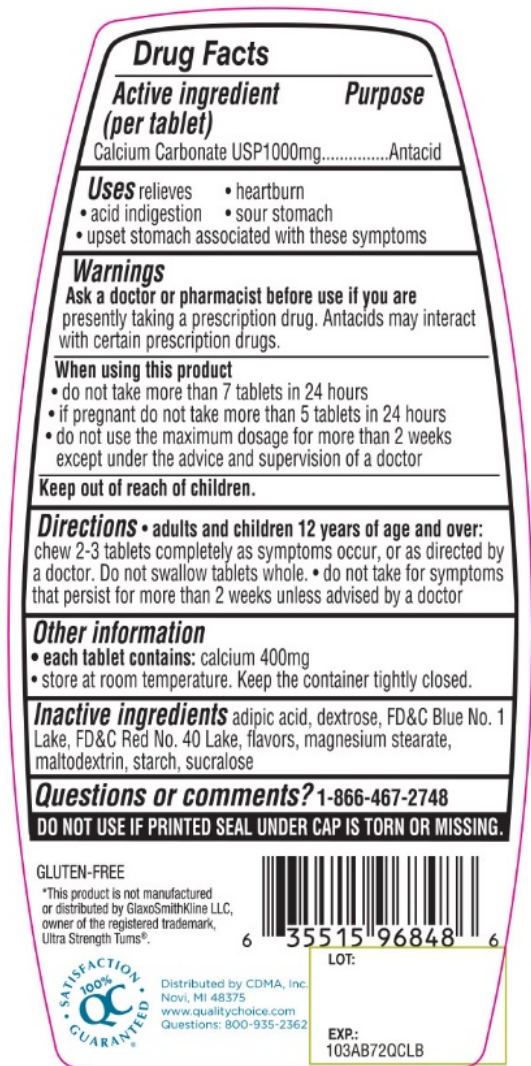 Drug Facts
Active ingredient Purpose
(per tablet)
Calcium Carbonate USP1000mg...............Antacid
Uses relieves • heartburn
• acid indigestion • sour stomach
• upset stomach associated with these symptoms
Warnings
Ask a doctor or pharmacist before use if you are
presently taking a prescription drug. Antacids may interact
with certain prescription drugs.
When using this product
• do not take more than 7 tablets in 24 hours
• if pregnant do not take more than 5 tablets in 24 hours
• do not use the maximum dosage for more than 2 weeks
except under the advice and supervision of a doctor
Keep out of reach of children.
Directions • adults and children 12 years of age and over:
chew 2-3 tablets completely as symptoms occur, or as directed by
a doctor. Do not swallow tablets whole. • do not take for symptoms
that persist for more than 2 weeks unless advised by a doctor
Other information
• each tablet contains: calcium 400mg
• store at room temperature. Keep the container tightly closed.
Inactive ingredients adipic acid, dextrose, FD&C Blue No. 1
Lake, FD&C Red No. 40 Lake, flavors, magnesium stearate,
maltodextrin, starch, sucralose
Questions or comments? 1-866-467-2748
DO NOT USE IF PRINTED SEAL UNDER CAP IS TORN OR MISSING.
GLUTEN-FREE
*This product is not manufactured
or distributed by GlaxoSmithKline LLC,
owner of the registered trademark,
Ultra Strength Tums®.
6 35515 96848 6
SATISFACTION
100%
QC
GUARANTEED
Distributed by CDMA, Inc.
Novi, MI 48375
www.qualitychoice.com
Questions: 800-935-2362
LOT:
EXP.:
103AB72QCLB